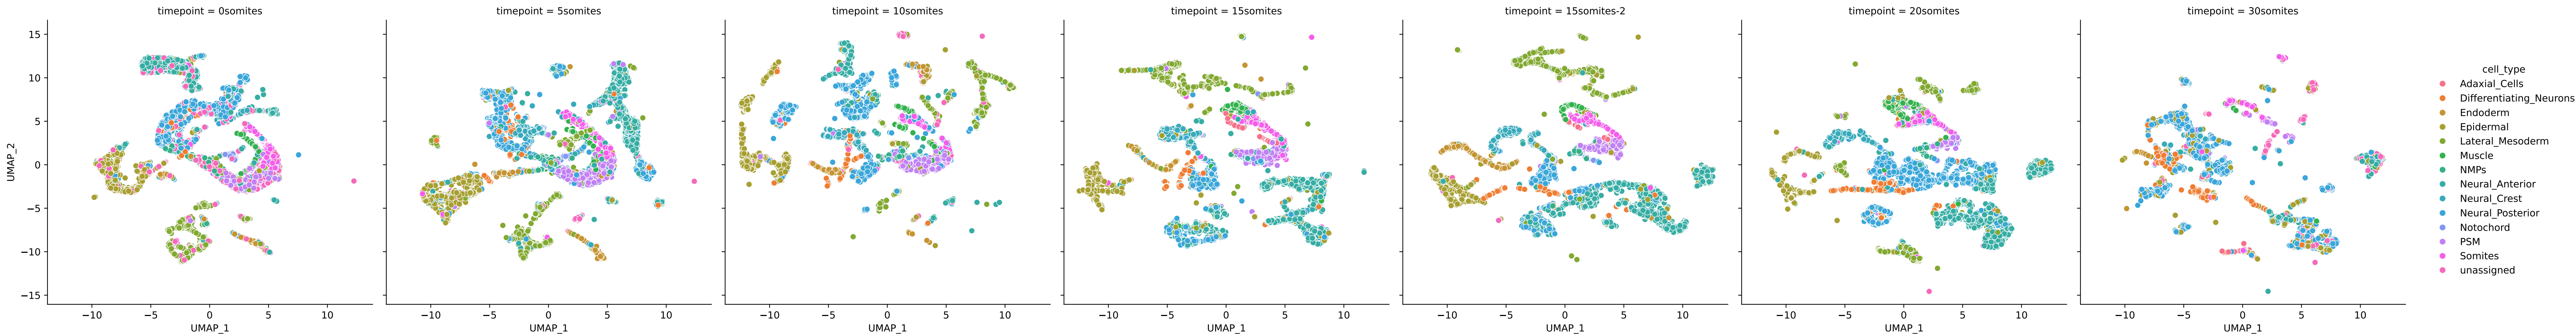 timepoint = 0somites
timepoint = 5somites
timepoint = 10somites
timepoint = 15somites
timepoint = 15somites-2
timepoint = 20somites
timepoint = 30somites
UMAP_2
15
10
5
0
−5
−10
−15
−10 −5 0 5 10
−10 −5 0 5 10
−10 −5 0 5 10
−10 −5 0 5 10
−10 −5 0 5 10
−10 −5 0 5 10
−10 −5 0 5 10
UMAP_1
UMAP_1
UMAP_1
UMAP_1
UMAP_1
UMAP_1
UMAP_1
cell_type
Adaxial_Cells
Differentiating_Neurons
Endoderm
Epidermal
Lateral_Mesoderm
Muscle
NMPs
Neural_Anterior
Neural_Crest
Neural_Posterior
Notochord
PSM
Somites
unassigned